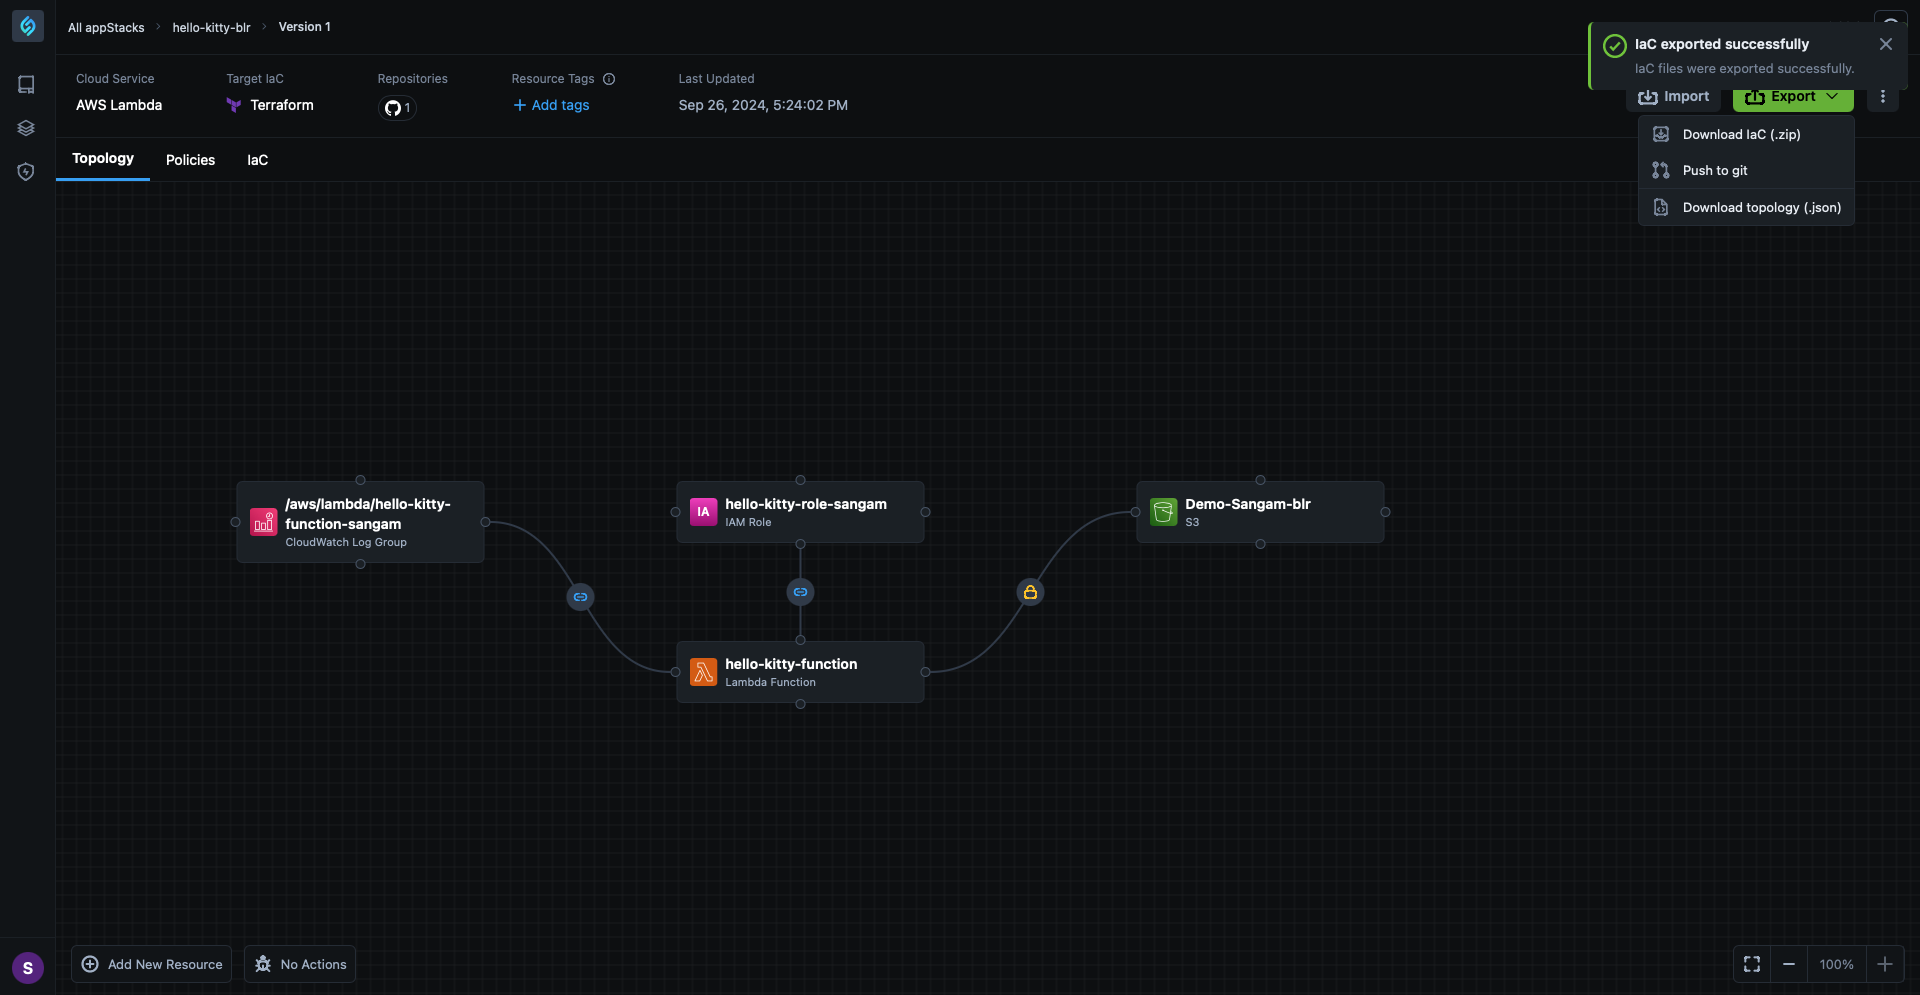 All appStacks
hello-kitty-blr
Version 1
IaC exported successfully
IaC files were exported successfully.
Cloud Service
AWS Lambda
Target IaC
Terraform
Repositories
1
Resource Tags
Add tags
Last Updated
Sep 26, 2024, 5:24:02 PM
Import
Export
Download IaC (.zip)
Push to git
Download topology (.json)
Topology
Policies
IaC
/aws/lambda/hello-kitty-
function-sangam
CloudWatch Log Group
IA
hello-kitty-role-sangam
IAM Role
Demo-Sangam-blr
S3
hello-kitty-function
Lambda Function
S
Add New Resource
No Actions
100%